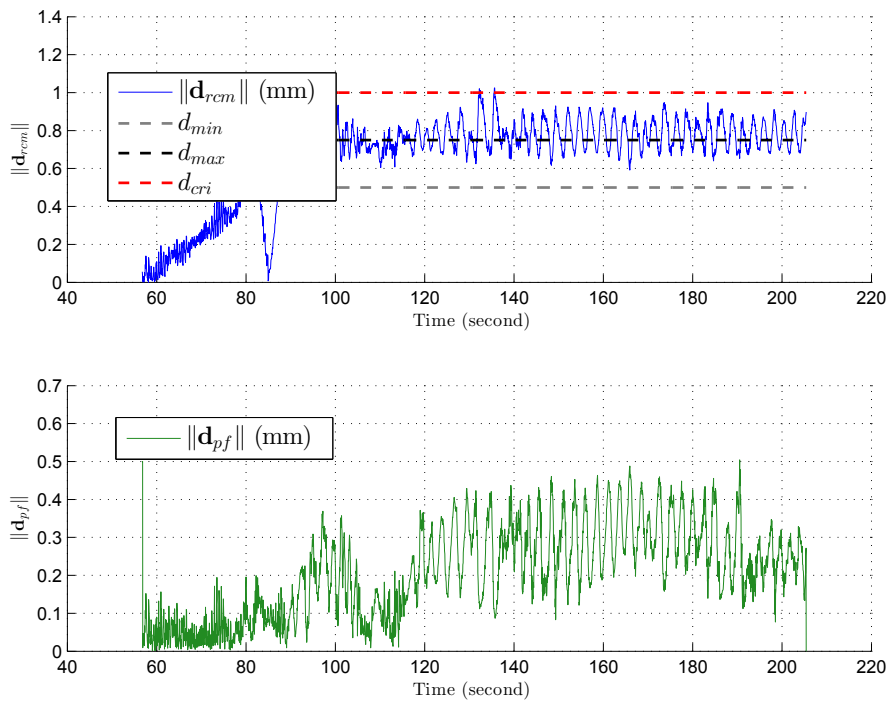 1.4
1.2
1
0.8
0.6
0.4
0.2
0
‖d_rcm‖
‖d_rcm‖ (mm)
d_min
d_max
d_cri
40 60 80 100 120 140 160 180 200 220
Time (second)
0.7
0.6
0.5
0.4
0.3
0.2
0.1
0
‖d_pf‖
‖d_pf‖ (mm)
40 60 80 100 120 140 160 180 200 220
Time (second)